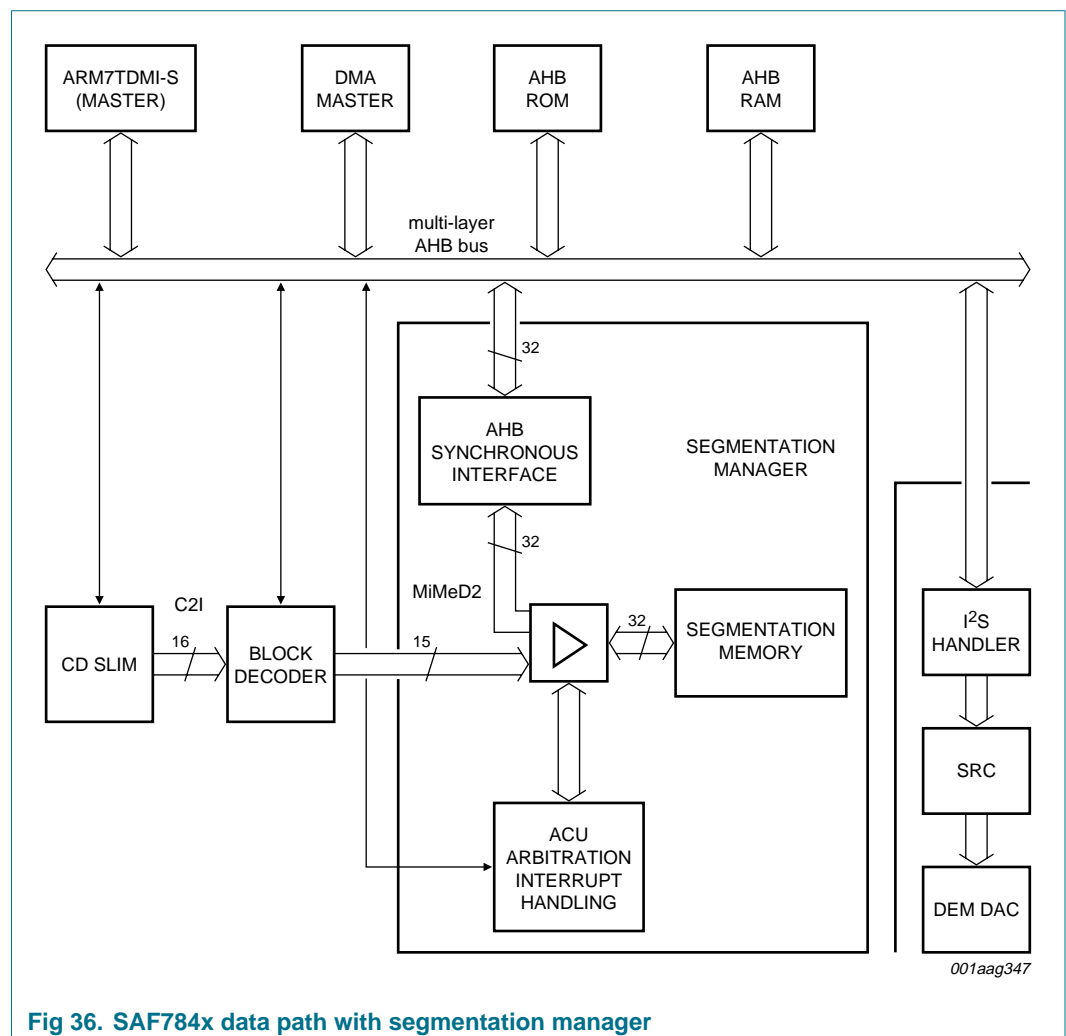 ARM7TDMI-S
(MASTER)
DMA
MASTER
AHB
ROM
AHB
RAM
multi-layer
AHB bus
32
AHB
SYNCHRONOUS
INTERFACE
SEGMENTATION
MANAGER
32
MiMeD2
C2I
16
15
32
CD SLIM
BLOCK
DECODER
SEGMENTATION
MEMORY
I²S
HANDLER
SRC
ACU
ARBITRATION
INTERRUPT
HANDLING
DEM DAC
001aag347
Fig 36. SAF784x data path with segmentation manager